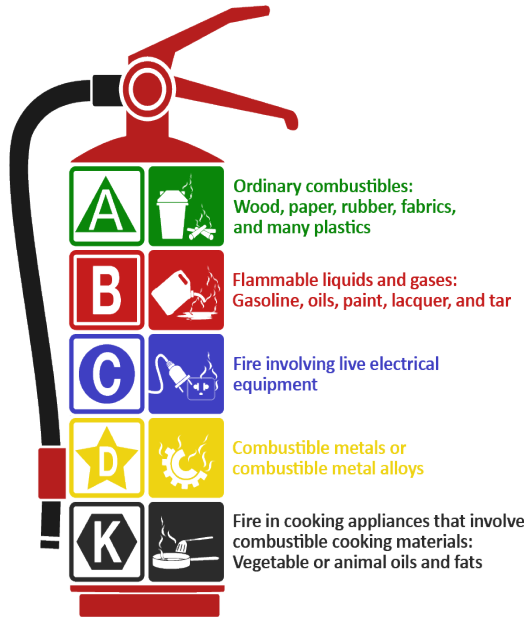 A
Ordinary combustibles:
Wood, paper, rubber, fabrics,
and many plastics
B
Flammable liquids and gases:
Gasoline, oils, paint, lacquer, and tar
C
Fire involving live electrical
equipment
D
Combustible metals or
combustible metal alloys
K
Fire in cooking appliances that involve
combustible cooking materials:
Vegetable or animal oils and fats